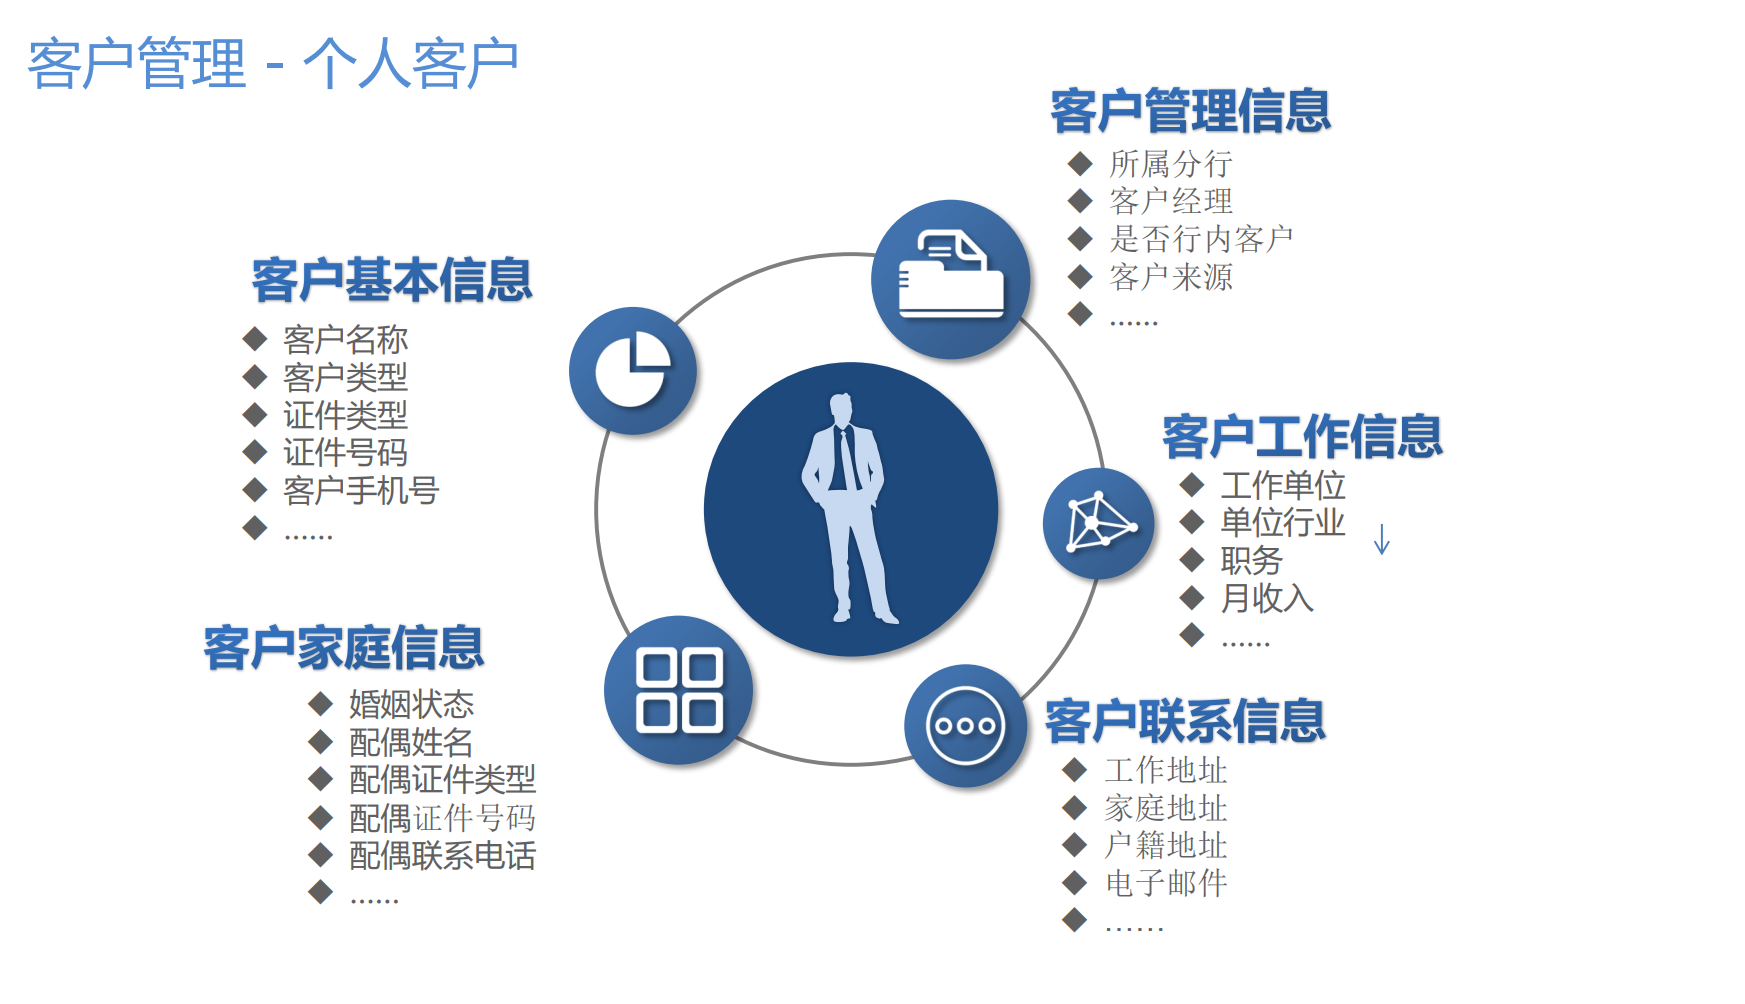 客户管理 - 个人客户
客户基本信息
◆ 客户名称
◆ 客户类型
◆ 证件类型
◆ 证件号码
◆ 客户手机号
◆ ......
客户家庭信息
◆ 婚姻状态
◆ 配偶姓名
◆ 配偶证件类型
◆ 配偶证件号码
◆ 配偶联系电话
◆ ......
客户管理信息
◆ 所属分行
◆ 客户经理
◆ 是否行内客户
◆ 客户来源
◆ ......
客户工作信息
◆ 工作单位
◆ 单位行业
◆ 职务
◆ 月收入
◆ ......
客户联系信息
◆ 工作地址
◆ 家庭地址
◆ 户籍地址
◆ 电子邮件
◆ ......